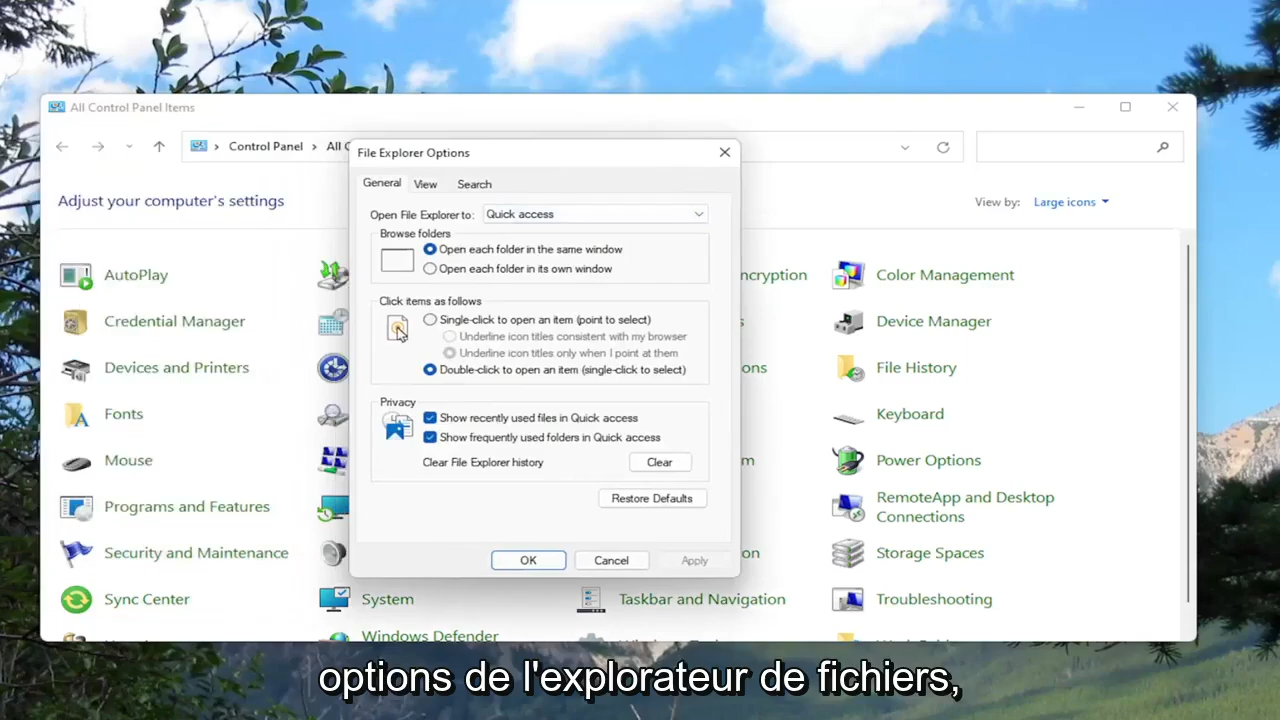 All Control Panel Items
Control Panel > All C
Adjust your computer's settings
View by: Large icons
File Explorer Options
General View Search
Open File Explorer to: Quick access
Browse folders
Open each folder in the same window
Open each folder in its own window
Click items as follows
Single-click to open an item (point to select)
Underline icon titles consistent with my browser
Underline icon titles only when I point at them
Double-click to open an item (single-click to select)
Privacy
Show recently used files in Quick access
Show frequently used folders in Quick access
Clear File Explorer history Clear
Restore Defaults
OK Cancel Apply
AutoPlay
Credential Manager
Devices and Printers
Fonts
Mouse
Programs and Features
Security and Maintenance
Sync Center
System
Windows Defender
Taskbar and Navigation
Color Management
Device Manager
File History
Keyboard
Power Options
RemoteApp and Desktop
Connections
Storage Spaces
Troubleshooting
options de l'explorateur de fichiers,